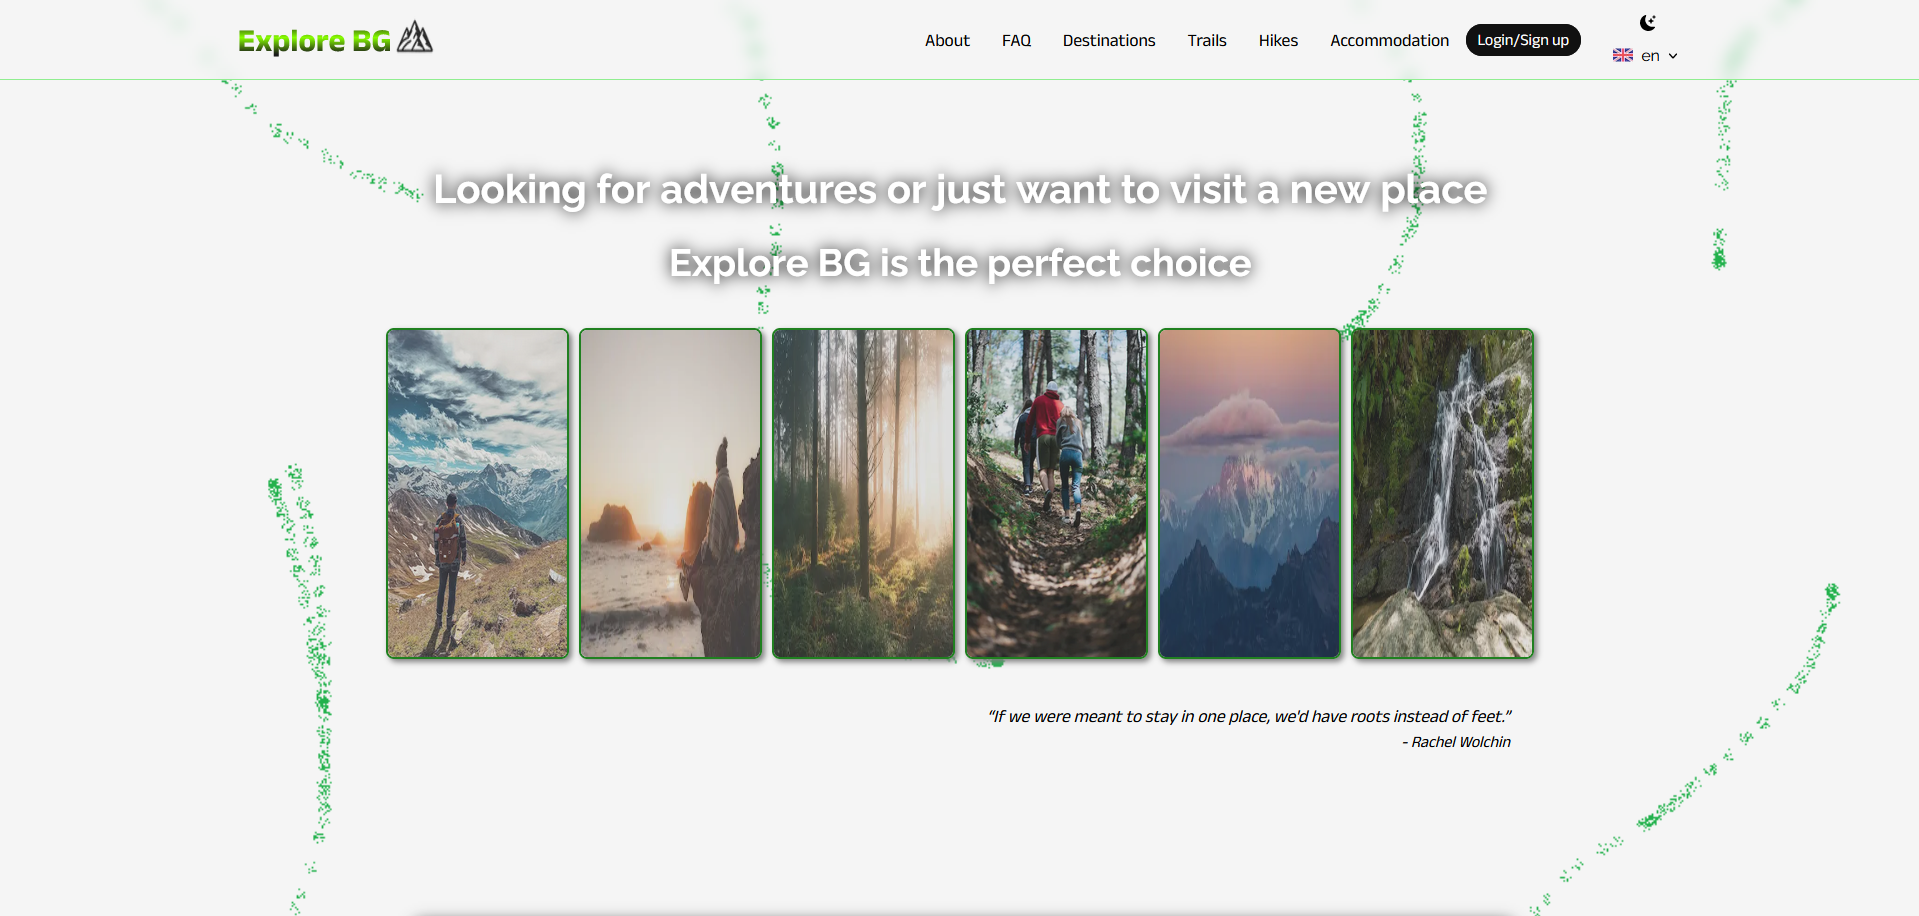 Explore BG
About FAQ Destinations Trails Hikes Accommodation Login/Sign up
en
Looking for adventures or just want to visit a new place
Explore BG is the perfect choice
“If we were meant to stay in one place, we'd have roots instead of feet.”
- Rachel Wolchin